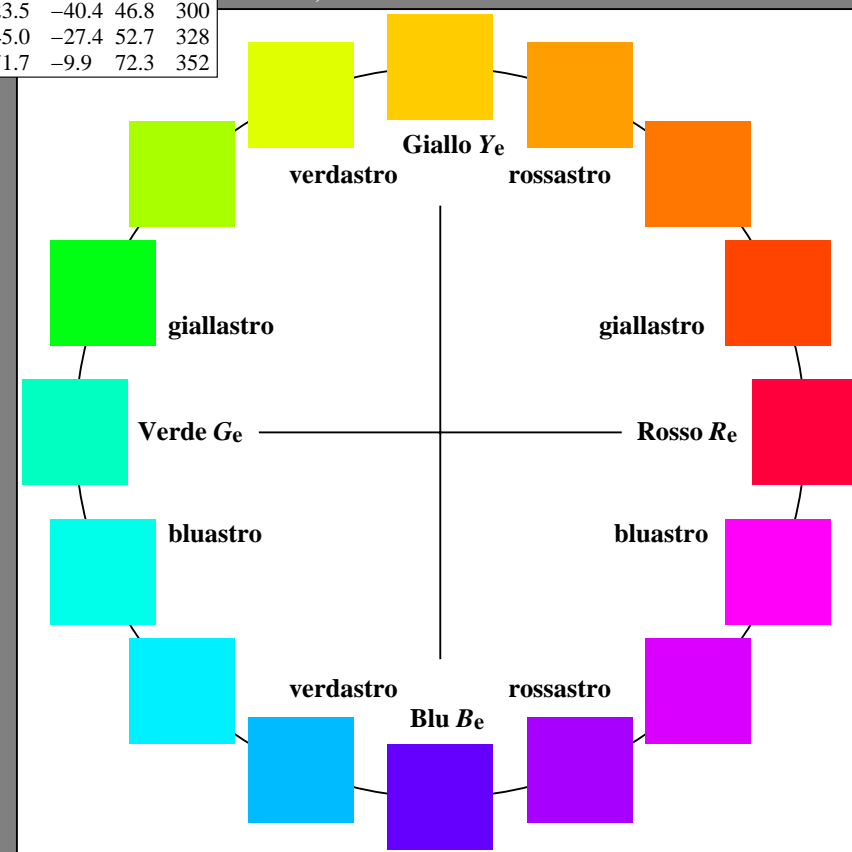 −40.4 46.8 300
−27.4 52.7 328
−9.9 72.3 352
Giallo Ye
verdastro rossastro
giallastro giallastro
Verde Ge Rosso Re
bluastro bluastro
verdastro rossastro
Blu Be